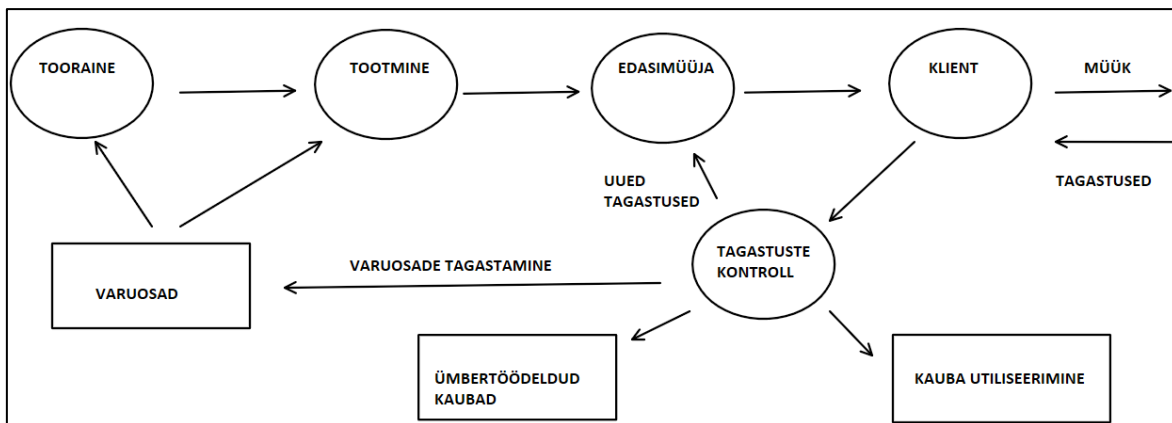 TOORAINE
TOOTMINE
EDASIMÜÜJA
KLIENT
MÜÜK
UUED
TAGASTUSED
TAGASTUSED
TAGASTUSTE
KONTROLL
VARUOSADE TAGASTAMINE
VARUOSAD
ÜMBERTÖÖDELDUD
KAUBAD
KAUBA UTILISEERIMINE